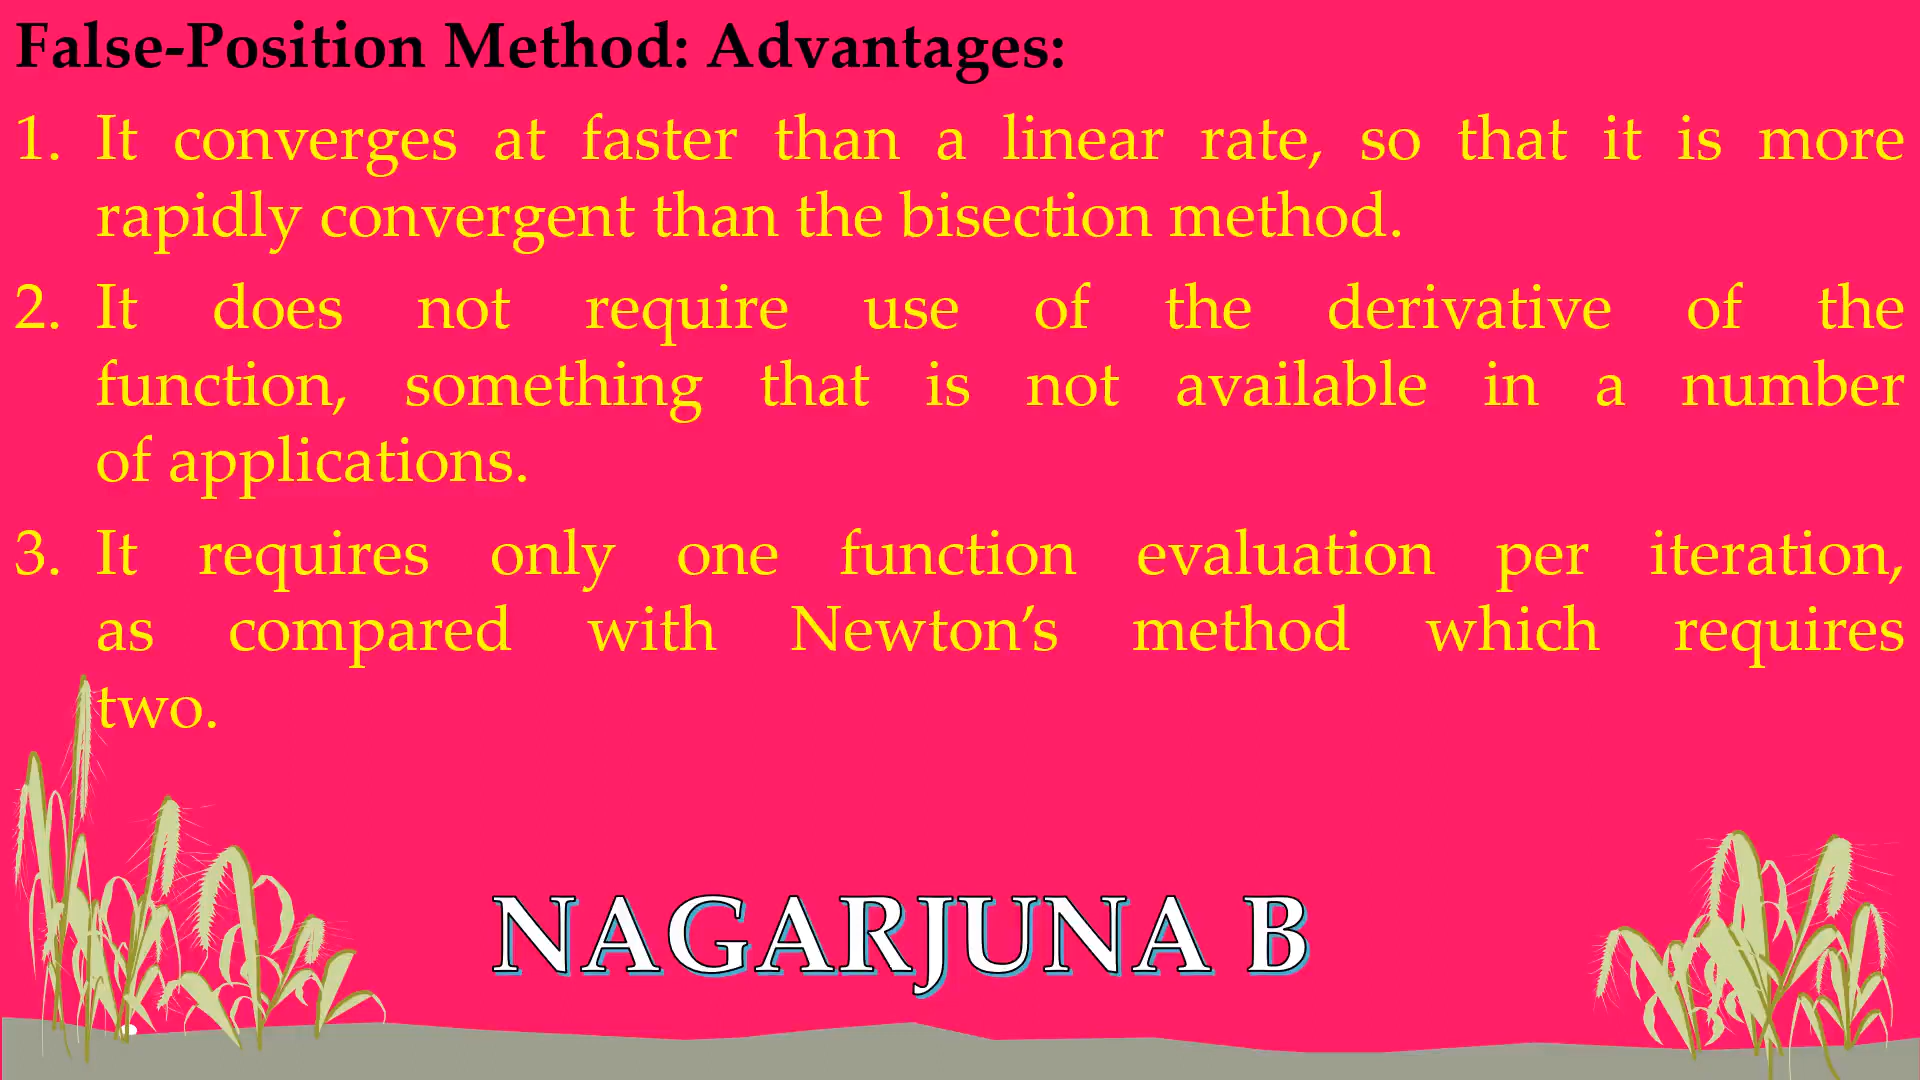 False-Position Method: Advantages:
1. It converges at faster than a linear rate, so that it is more
rapidly convergent than the bisection method.
2. It does not require use of the derivative of the
function, something that is not available in a number
of applications.
3. It requires only one function evaluation per iteration,
as compared with Newton’s method which requires
two.
NAGARJUNA B